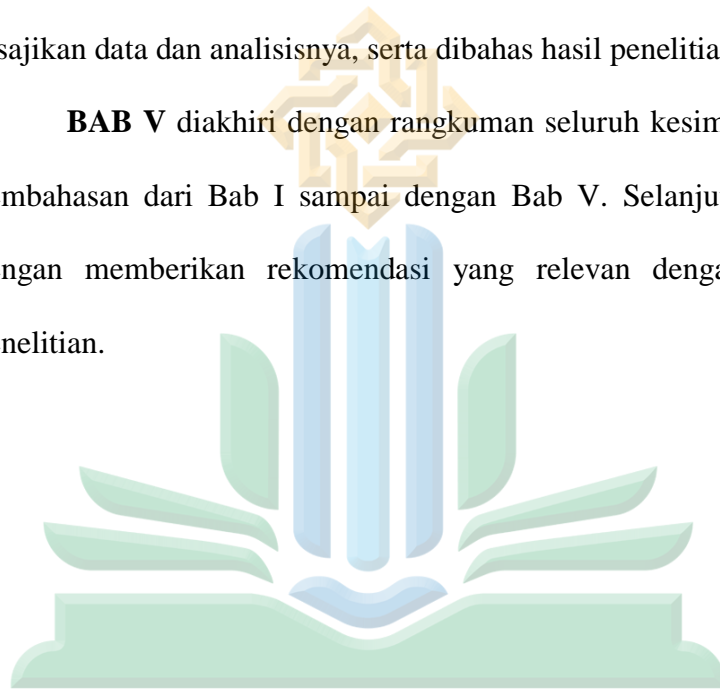 sajikan data dan analisisnya, serta dibahas hasil penelitia
BAB V diakhiri dengan rangkuman seluruh kesim
mbahasan dari Bab I sampai dengan Bab V. Selanju
ngan memberikan rekomendasi yang relevan denga
nelitian.